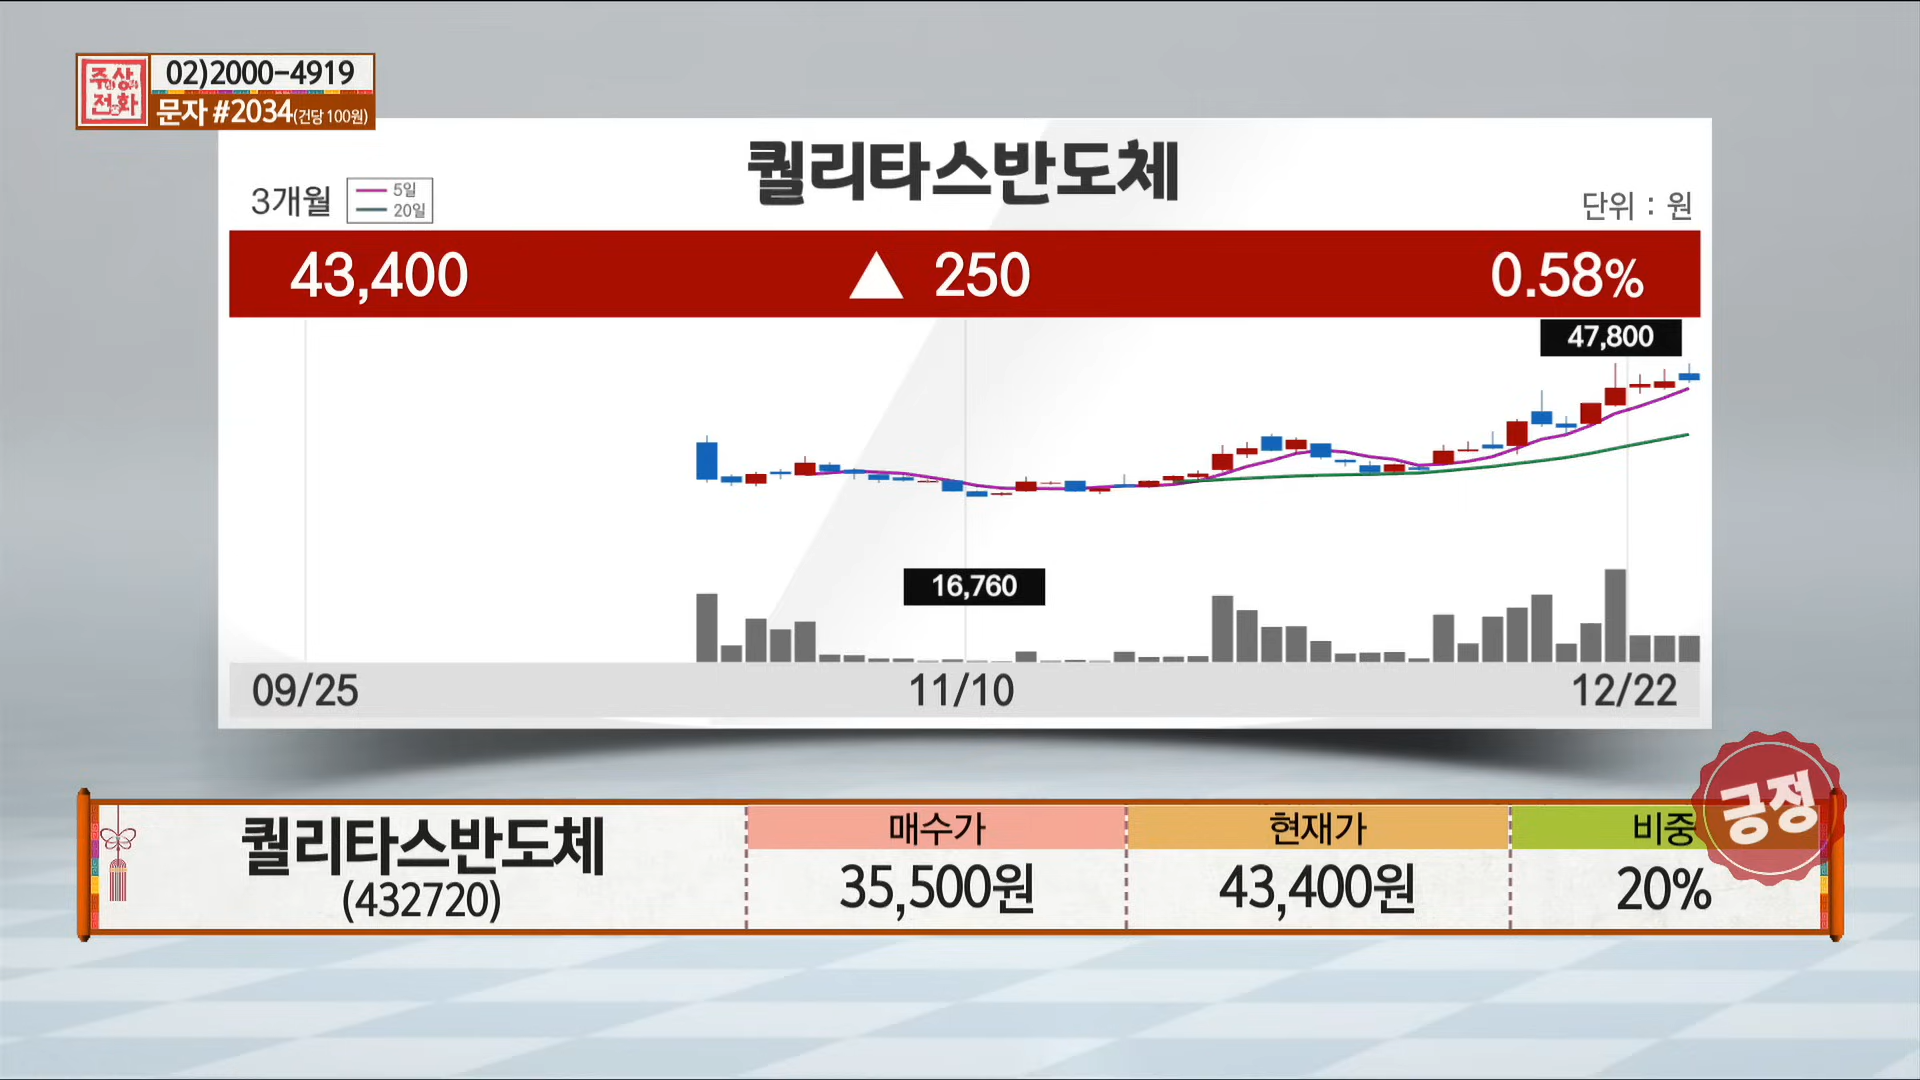 주상
전화
02)2000-4919
문자 #2034(건당 100원)
퀄리타스반도체
3개월
5일
20일
단위 : 원
43,400 ▲ 250 0.58%
47,800
16,760
09/25 11/10 12/22
긍정
퀄리타스반도체
(432720)
매수가 현재가 비중
35,500원 43,400원 20%